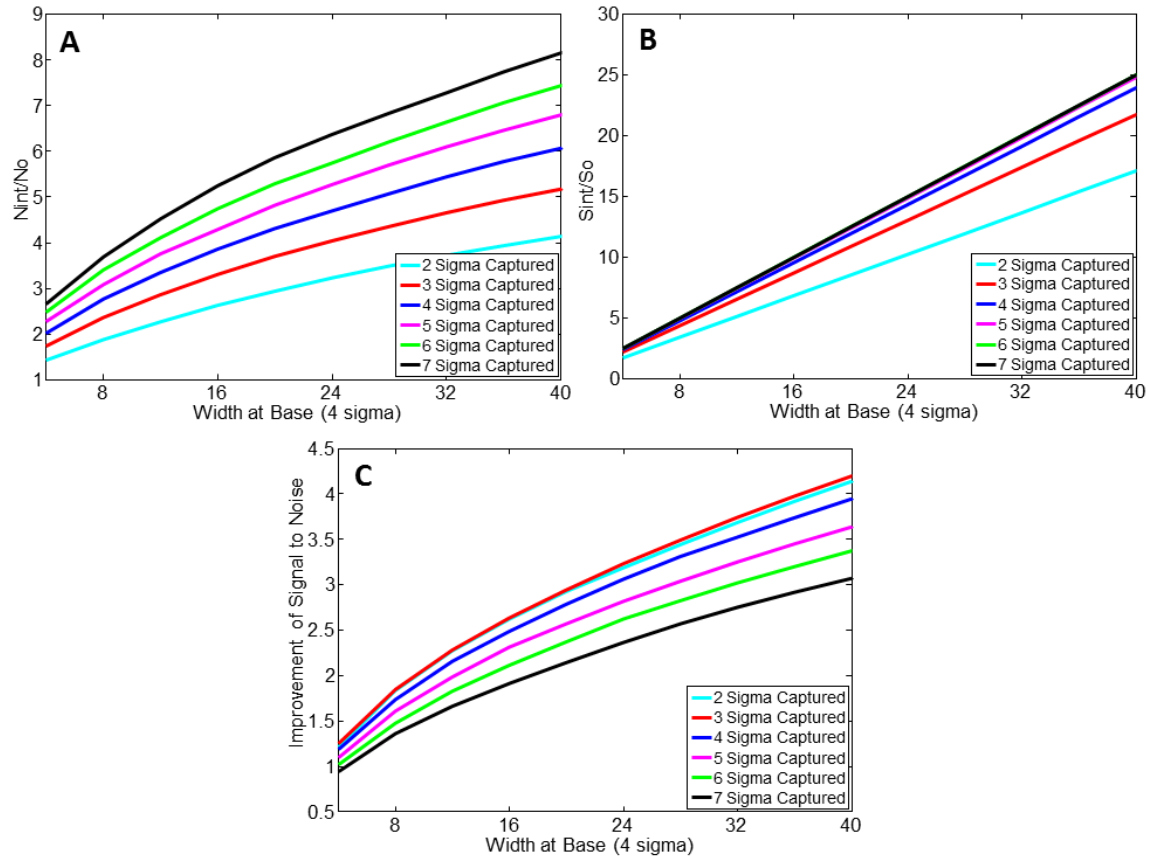 A
Nint/No
9
8
7
6
5
4
3
2
1
8
16
24
32
40
Width at Base (4 sigma)
2 Sigma Captured
3 Sigma Captured
4 Sigma Captured
5 Sigma Captured
6 Sigma Captured
7 Sigma Captured
B
Sint/So
30
25
20
15
10
5
0
8
16
24
32
40
Width at Base (4 sigma)
2 Sigma Captured
3 Sigma Captured
4 Sigma Captured
5 Sigma Captured
6 Sigma Captured
7 Sigma Captured
C
Improvement of Signal to Noise
4.5
4
3.5
3
2.5
2
1.5
1
0.5
8
16
24
32
40
Width at Base (4 sigma)
2 Sigma Captured
3 Sigma Captured
4 Sigma Captured
5 Sigma Captured
6 Sigma Captured
7 Sigma Captured